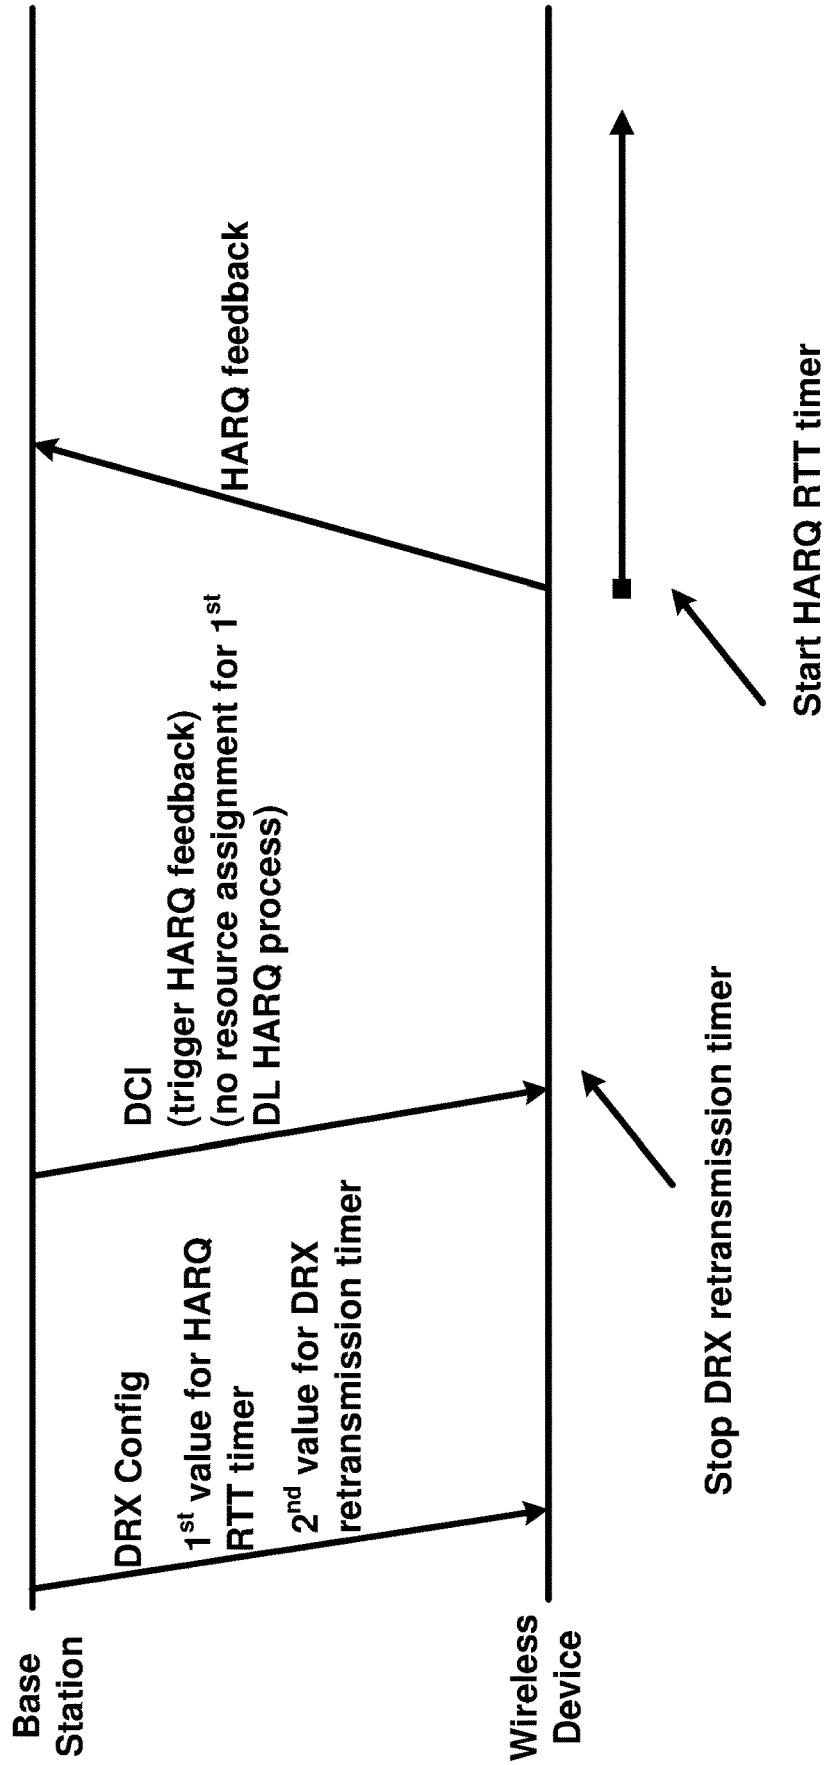 Base
Station
DRX Config
1st value for HARQ
RTT timer
2nd value for DRX
retransmission timer
DCI
(trigger HARQ feedback)
(no resource assignment for 1st
DL HARQ process)
HARQ feedback
Wireless
Device
Stop DRX retransmission timer
Start HARQ RTT timer